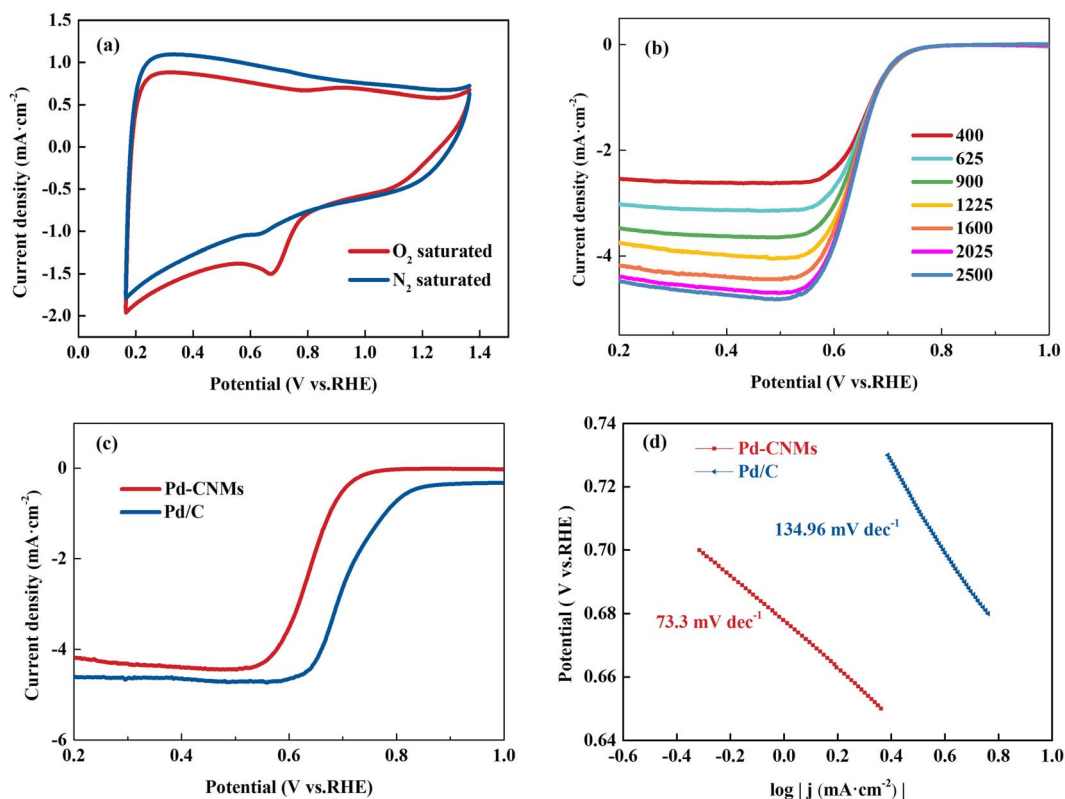 (a)
1.5
1.0
0.5
0.0
-0.5
-1.0
-1.5
-2.0
Current density (mA·cm⁻²)
O₂ saturated
N₂ saturated
0.0 0.2 0.4 0.6 0.8 1.0 1.2 1.4
Potential (V vs.RHE)
(b)
0
-2
-4
Current density (mA·cm⁻²)
400
625
900
1225
1600
2025
2500
0.2 0.4 0.6 0.8 1.0
Potential (V vs.RHE)
(c)
0
-2
-4
-6
Current density (mA·cm⁻²)
Pd-CNMs
Pd/C
0.2 0.4 0.6 0.8 1.0
Potential (V vs.RHE)
(d)
0.74
0.72
0.70
0.68
0.66
0.64
Potential ( V vs.RHE)
Pd-CNMs
Pd/C
134.96 mV dec⁻¹
73.3 mV dec⁻¹
-0.6 -0.4 -0.2 0.0 0.2 0.4 0.6 0.8 1.0
log | j (mA·cm⁻²) |